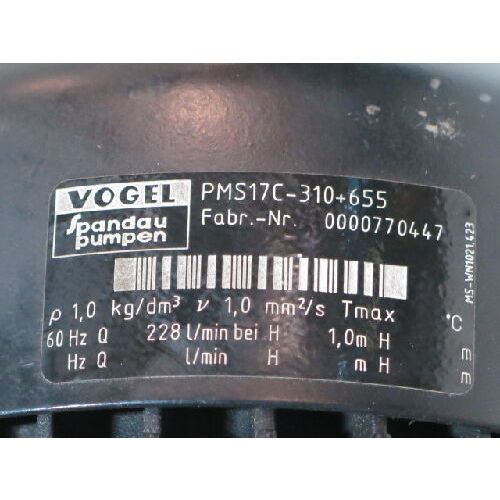 VOGEL
Spandau
pumpen
PMS17C-310+655
Fabr.-Nr. 0000770447
ρ 1,0 kg/dm³ ν 1,0 mm²/s Tmax °C
60 Hz Q 228 l/min bei H 1,0m H m
Hz Q l/min H m H m
MS-WN1021.423